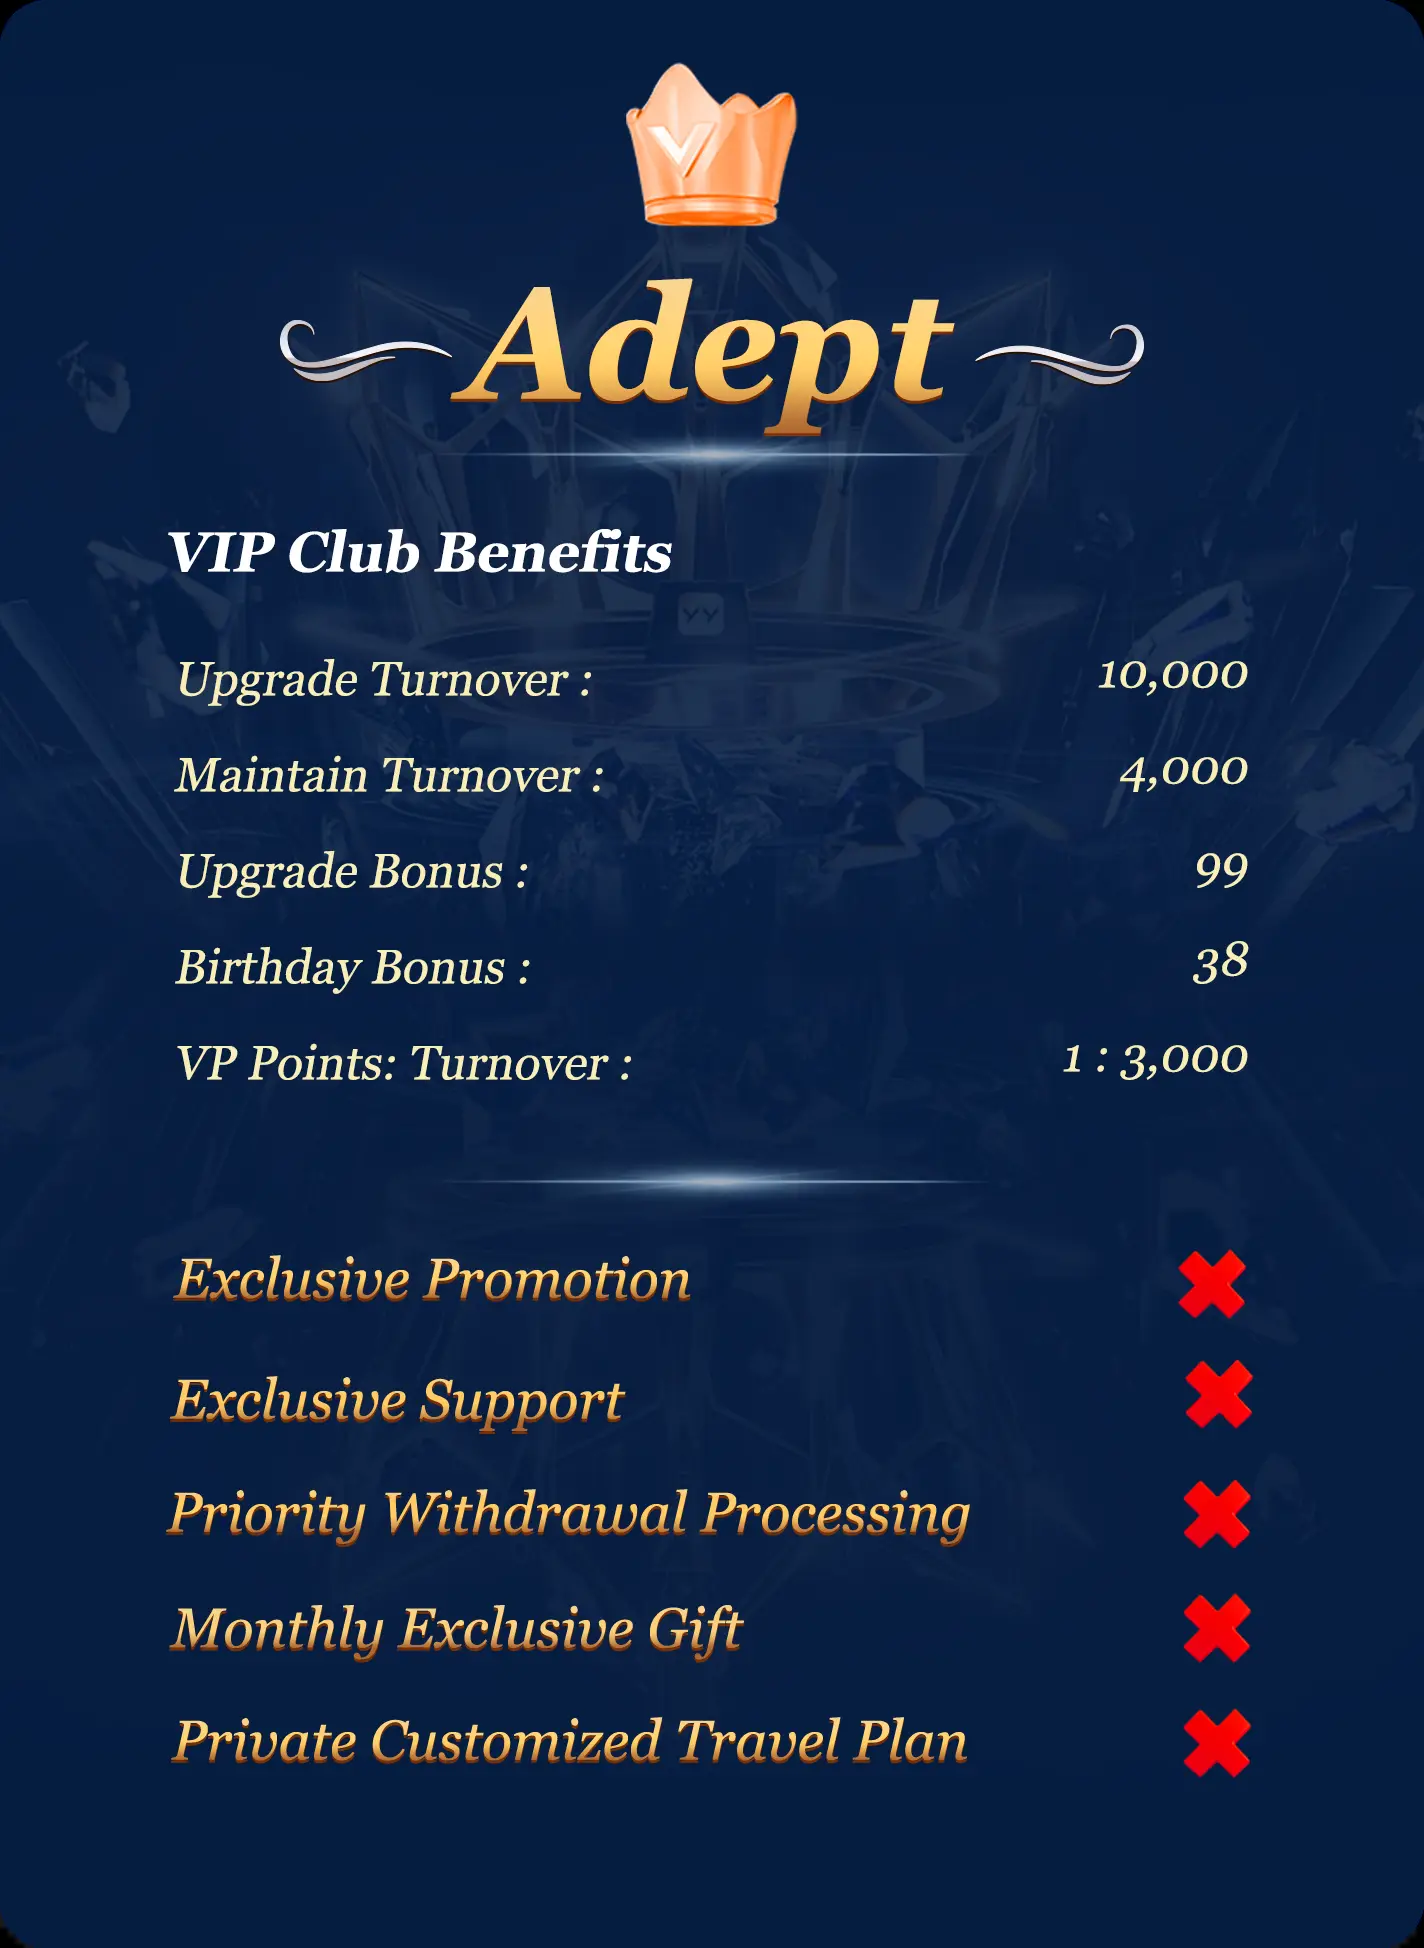 V
Adept
VIP Club Benefits
Upgrade Turnover : 10,000
Maintain Turnover : 4,000
Upgrade Bonus : 99
Birthday Bonus : 38
VP Points: Turnover : 1 : 3,000
Exclusive Promotion
Exclusive Support
Priority Withdrawal Processing
Monthly Exclusive Gift
Private Customized Travel Plan